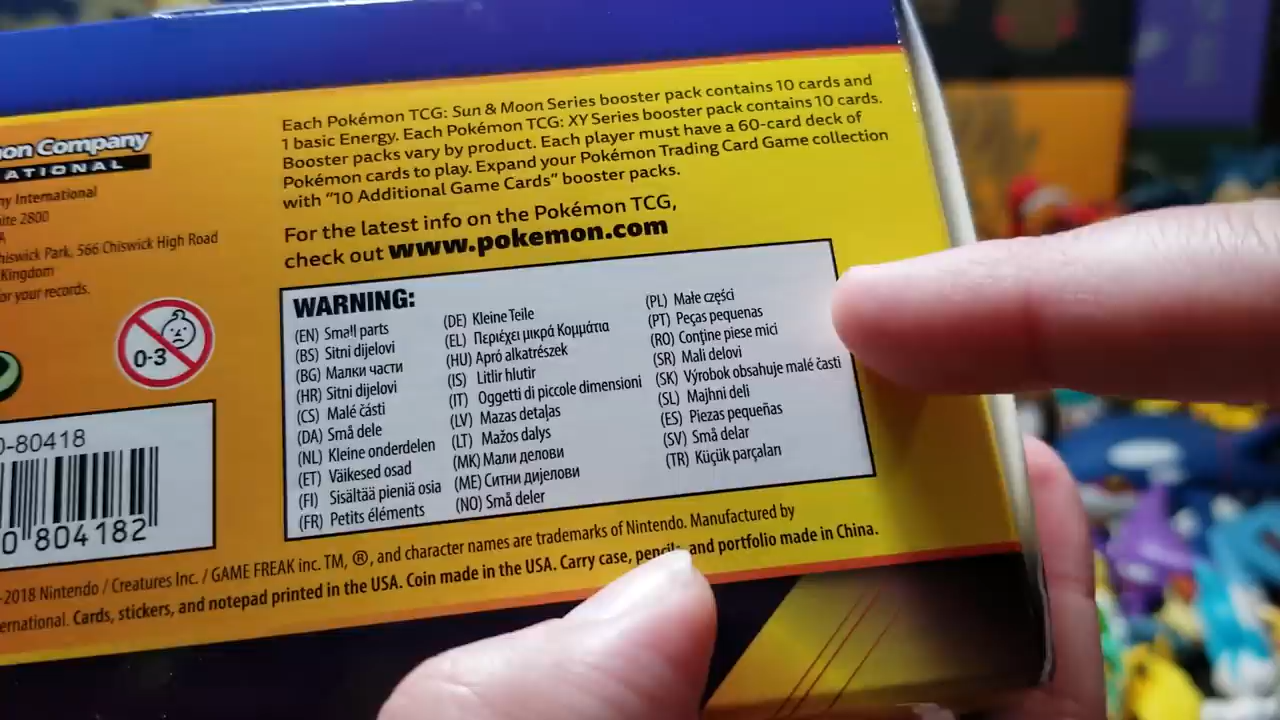 Each Pokémon TCG: Sun & Moon Series booster pack contains 10 cards and
1 basic Energy. Each Pokémon TCG: XY Series booster pack contains 10 cards.
Booster packs vary by product. Each player must have a 60-card deck of
Pokémon cards to play. Expand your Pokémon Trading Card Game collection
with "10 Additional Game Cards" booster packs.
For the latest info on the Pokémon TCG,
check out www.pokemon.com
on Company
ATIONAL
ny International
ite 2800
hiswick Park, 566 Chiswick High Road
Kingdom
or your records.
0-3
0-80418
0 804182
WARNING:
(EN) Small parts
(BS) Sitni dijelovi
(BG) Малки части
(HR) Sitni dijelovi
(CS) Malé části
(DA) Små dele
(NL) Kleine onderdelen
(ET) Väikesed osad
(FI) Sisältää pieniä osia
(FR) Petits éléments
(DE) Kleine Teile
(EL) Περιέχει μικρά Κομμάτια
(HU) Apró alkatrészek
(IS) Litlir hlutir
(IT) Oggetti di piccole dimensioni
(LV) Mazas detaļas
(LT) Mažos dalys
(MK) Мали делови
(ME) Ситни дијелови
(NO) Små deler
(PL) Małe części
(PT) Peças pequenas
(RO) Conţine piese mici
(SR) Mali delovi
(SK) Výrobok obsahuje malé časti
(SL) Majhni deli
(ES) Piezas pequeñas
(SV) Små delar
(TR) Küçük parçaları
-2018 Nintendo / Creatures Inc. / GAME FREAK inc. TM, ®, and character names are trademarks of Nintendo. Manufactured by
ernational. Cards, stickers, and notepad printed in the USA. Coin made in the USA. Carry case, pencils, and portfolio made in China.